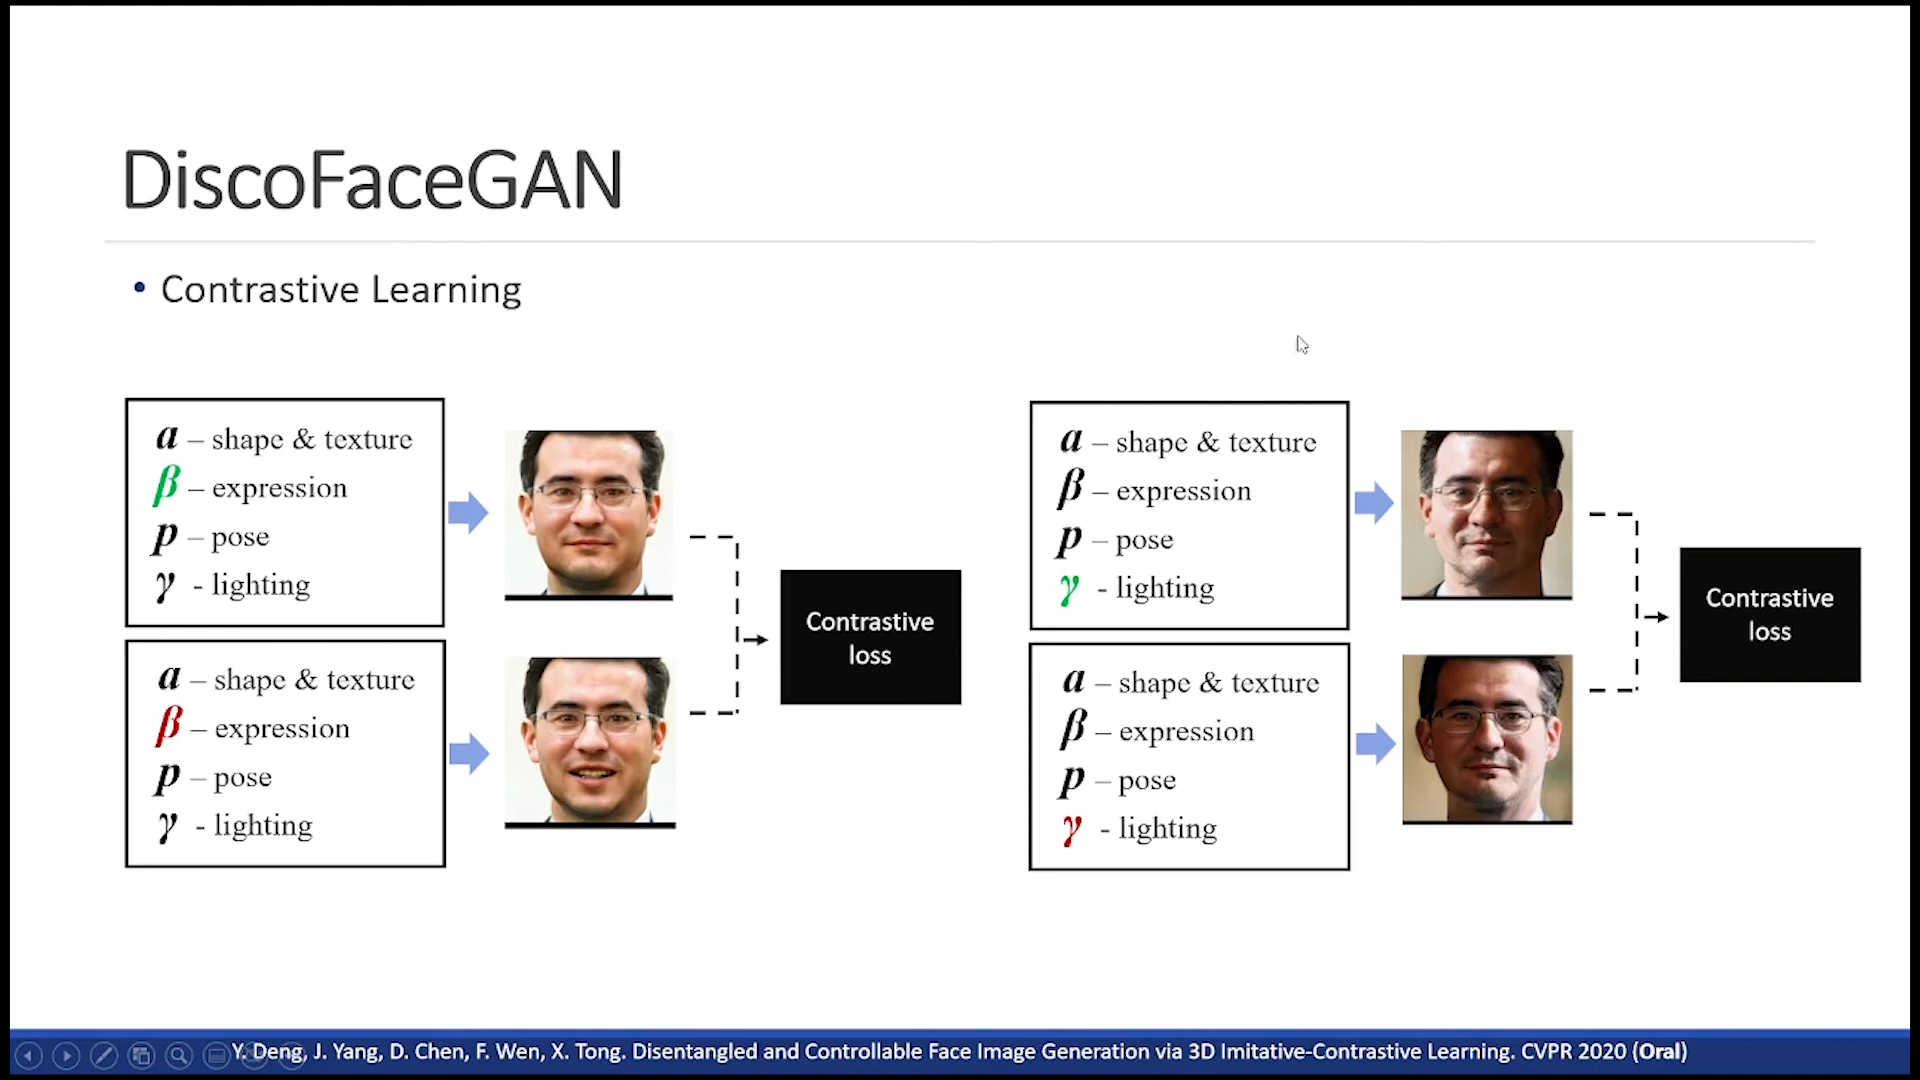 DiscoFaceGAN
• Contrastive Learning
a – shape & texture
β – expression
p – pose
γ - lighting
a – shape & texture
β – expression
p – pose
γ - lighting
Contrastive
loss
a – shape & texture
β – expression
p – pose
γ - lighting
a – shape & texture
β – expression
p – pose
γ - lighting
Contrastive
loss
Y. Deng, J. Yang, D. Chen, F. Wen, X. Tong. Disentangled and Controllable Face Image Generation via 3D Imitative-Contrastive Learning. CVPR 2020 (Oral)